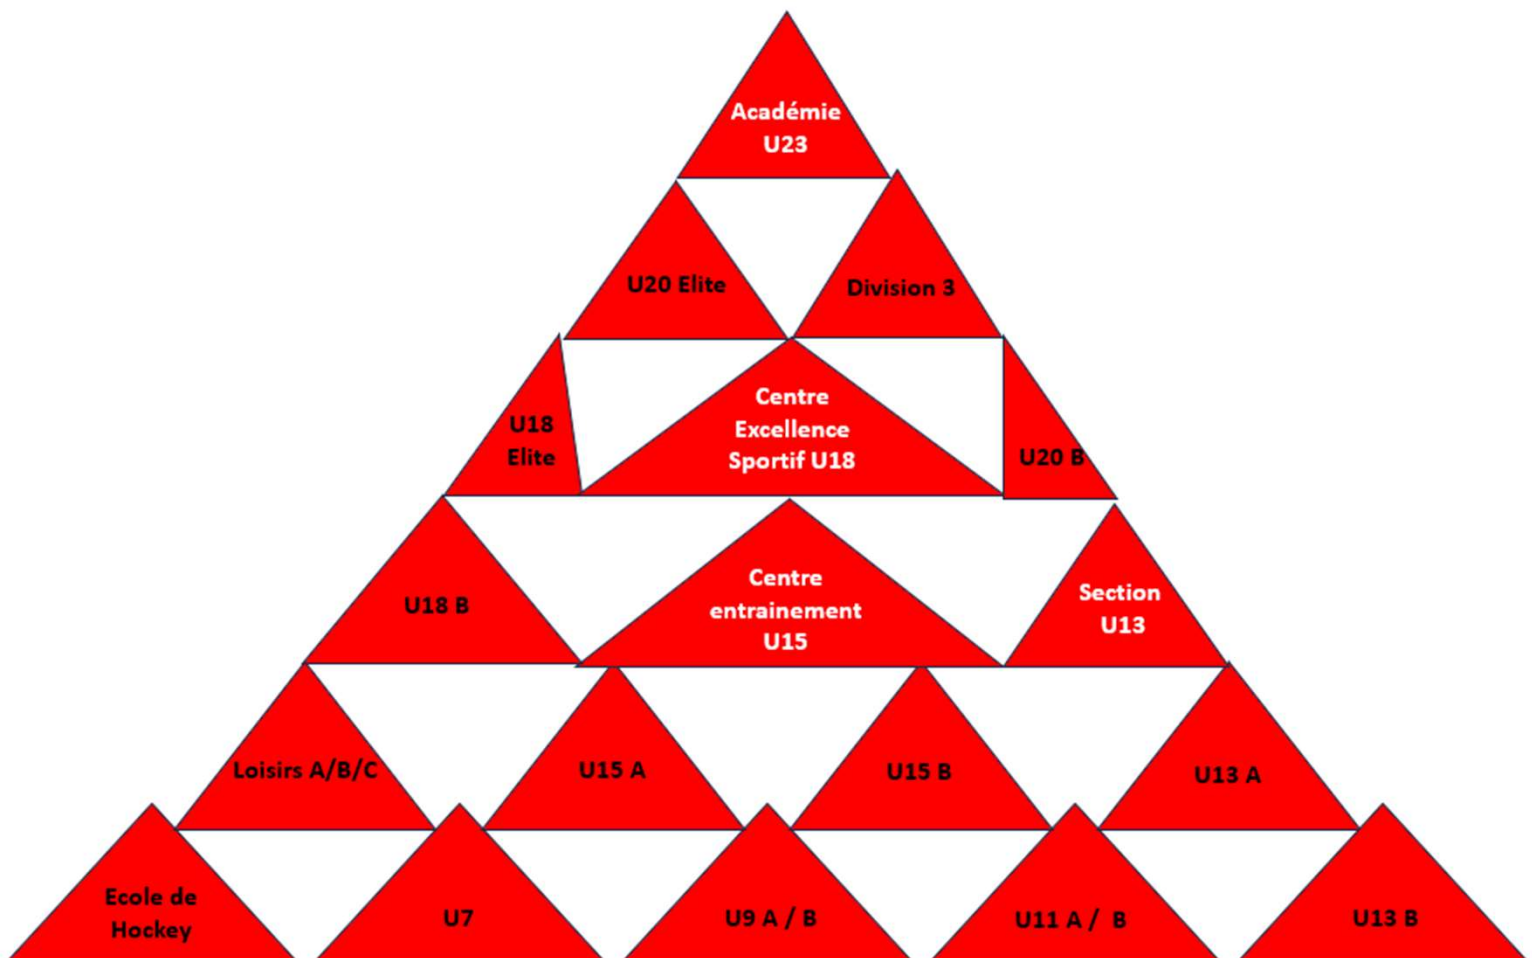 Académie
U23
U20 Elite
Division 3
U18
Elite
Centre
Excellence
Sportif U18
U20 B
U18 B
Centre
entrainement
U15
Section
U13
Loisirs A/B/C
U15 A
U15 B
U13 A
Ecole de
Hockey
U7
U9 A / B
U11 A /  B
U13 B